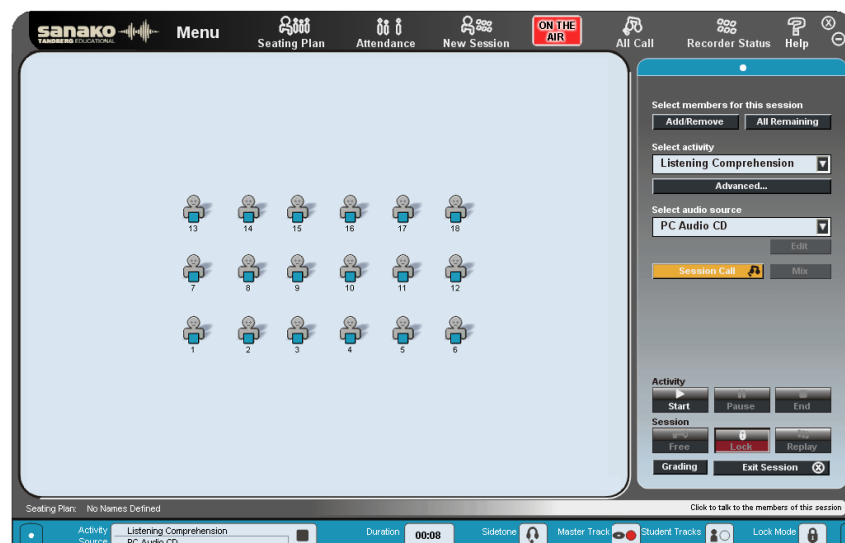 sanako
TANDBERG EDUCATIONAL
Menu
Seating Plan
Attendance
New Session
ON THE
AIR
All Call
Recorder Status
Help
Select members for this session
Add/Remove All Remaining
Select activity
Listening Comprehension
Advanced...
Select audio source
PC Audio CD
Edit
Session Call Mix
13 14 15 16 17 18
7 8 9 10 11 12
1 2 3 4 5 6
Activity
Start Pause End
Session
Free Lock Replay
Grading Exit Session
Seating Plan: No Names Defined
Click to talk to the members of this session
Activity Listening Comprehension
Source PC Audio CD
Duration 00:08
Sidetone
Master Track
Student Tracks
Lock Mode